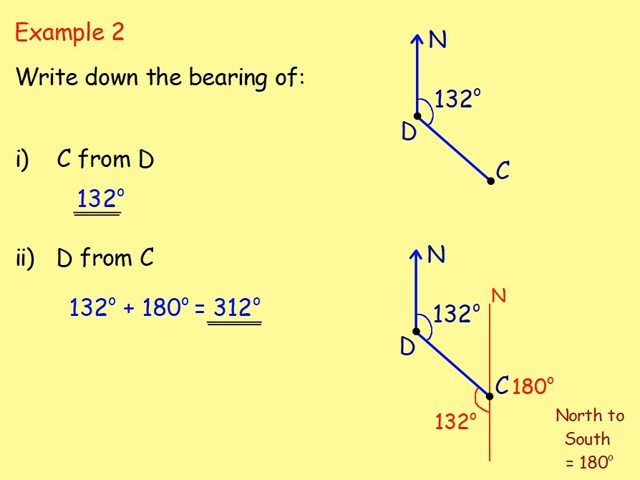 Example 2
Write down the bearing of:
i) C from D
132°
ii) D from C
132° + 180° = 312°
N
132°
D
C
N
N
132°
D
C 180°
132°
North to
South
= 180°